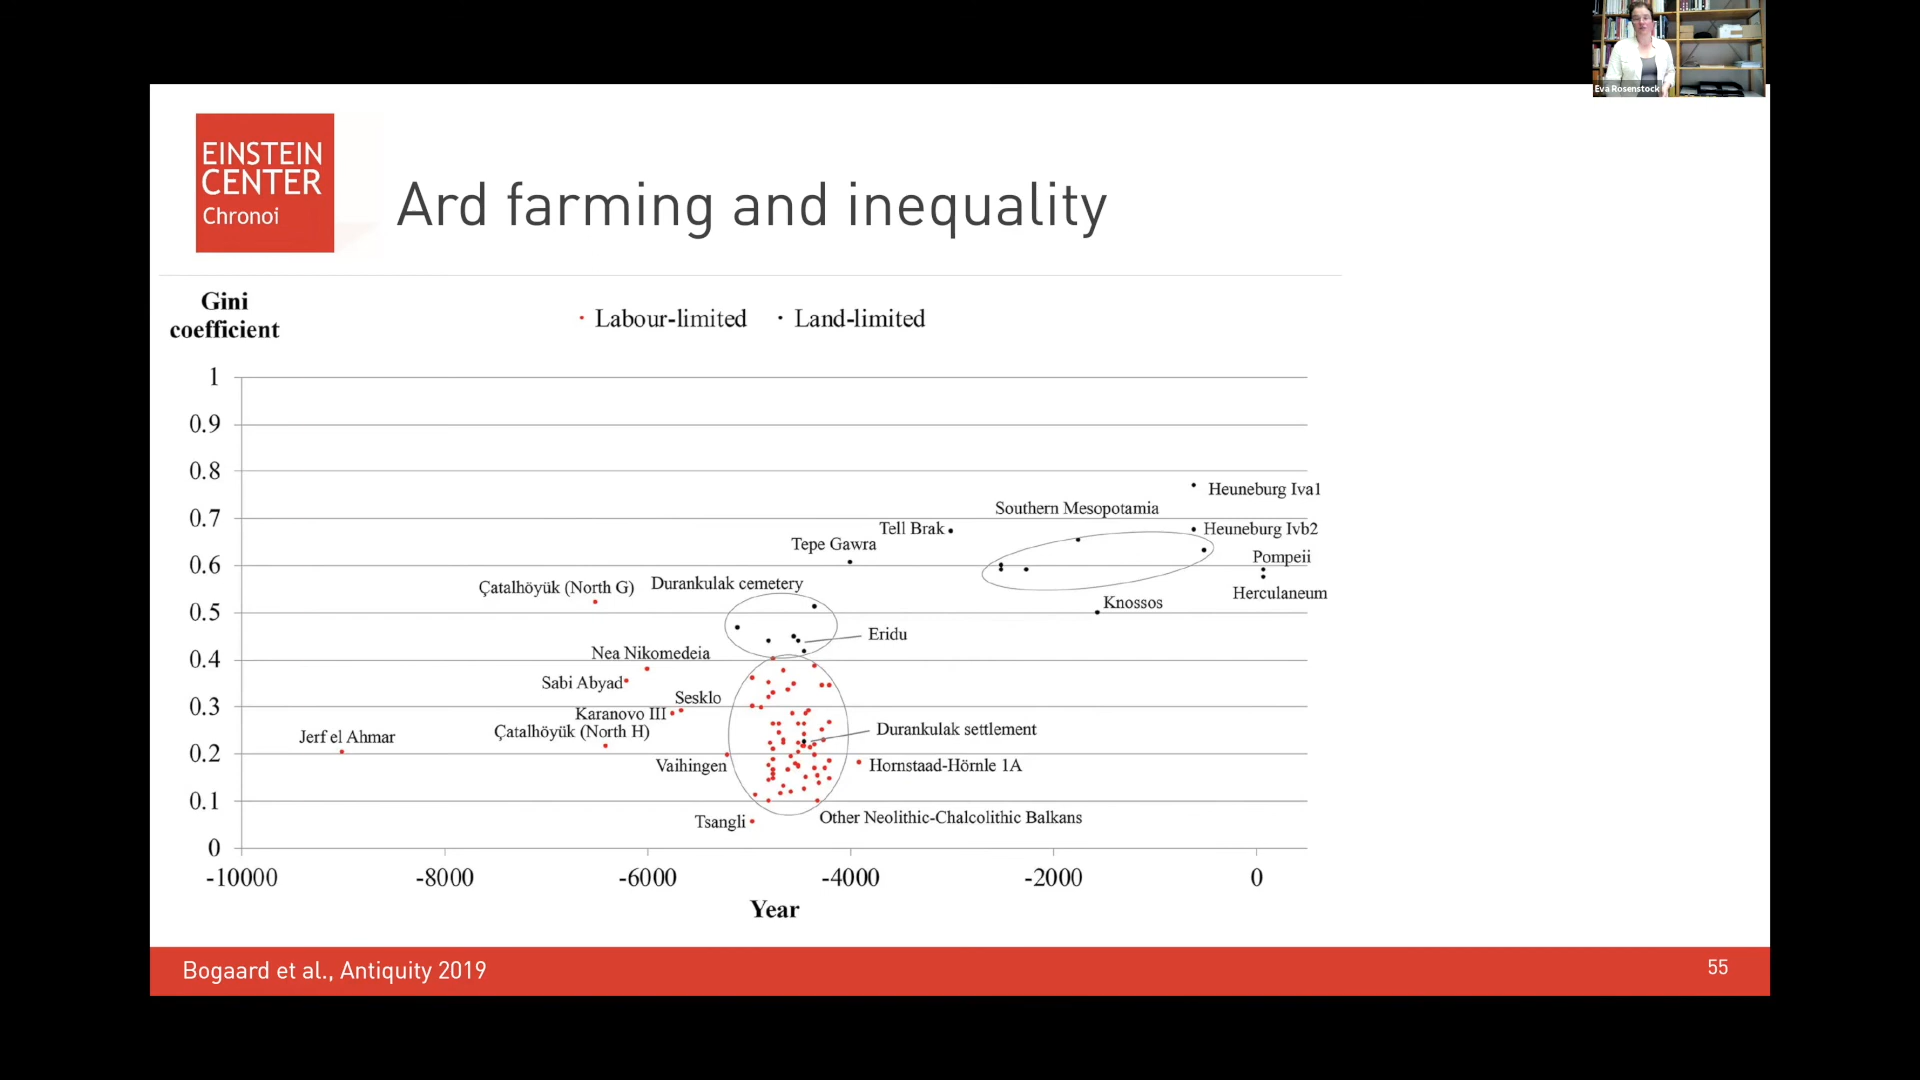 Eva Rosenstock
EINSTEIN
CENTER
Chronoi
Ard farming and inequality
Gini
coefficient
Labour-limited
Land-limited
1
0.9
0.8
0.7
0.6
0.5
0.4
0.3
0.2
0.1
0
Heuneburg Iva1
Southern Mesopotamia
Tell Brak
Heuneburg Ivb2
Tepe Gawra
Pompeii
Çatalhöyük (North G)
Durankulak cemetery
Herculaneum
Knossos
Eridu
Nea Nikomedeia
Sabi Abyad
Sesklo
Karanovo III
Çatalhöyük (North H)
Durankulak settlement
Jerf el Ahmar
Vaihingen
Hornstaad-Hörnle 1A
Tsangli
Other Neolithic-Chalcolithic Balkans
-10000
-8000
-6000
-4000
-2000
0
Year
Bogaard et al., Antiquity 2019
55